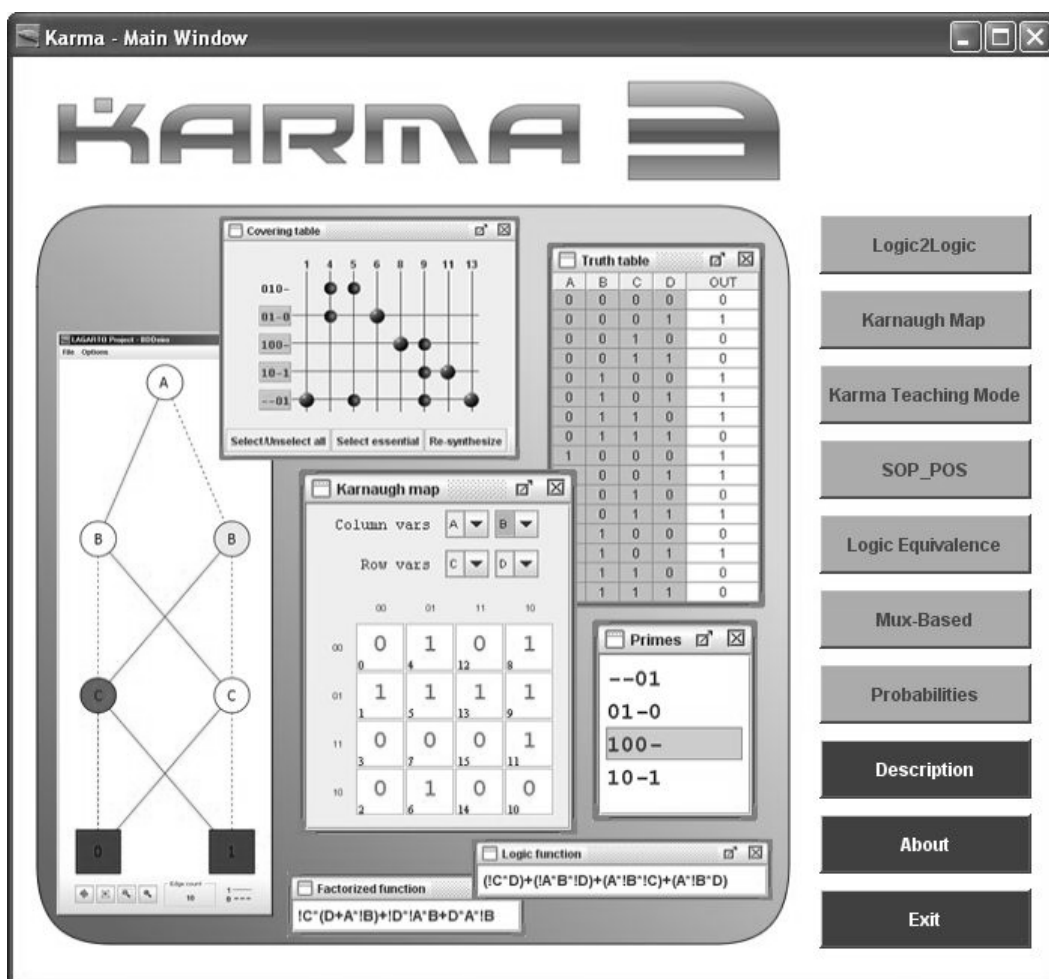 Karma - Main Window
KARMA 3
Logic2Logic
Karnaugh Map
Karma Teaching Mode
SOP_POS
Logic Equivalence
Mux-Based
Probabilities
Description
About
Exit
Covering table
1 4 5 6 8 9 11 13
010-
01-0
100-
10-1
--01
Select/Unselect all Select essential Re-synthesize
Truth table
A B C D OUT
0 0 0 0 0
0 0 0 1 1
0 0 1 0 0
0 0 1 1 0
0 1 0 0 1
0 1 0 1 1
0 1 1 0 1
0 1 1 1 0
1 0 0 0 1
0 0 1 1
0 1 0 0
0 1 1 1
1 0 0 0
1 0 1 1
1 1 0 0
1 1 1 0
LAGARTO Project -
File Options
A
B B
C C
0 1
Edge count
10
1
0
Karnaugh map
Column vars A B
Row vars C D
00 01 11 10
00 0 1 0 1
0 4 12 8
01 1 1 1 1
1 5 13 9
11 0 0 0 1
3 7 15 11
10 0 1 0 0
2 6 14 10
Primes
--01
01-0
100-
10-1
Logic function
(!C*D)+(!A*B*!D)+(A*!B*!C)+(A*!B*D)
Factorized function
!C*(D+A*!B)+!D*!A*B+D*A*!B